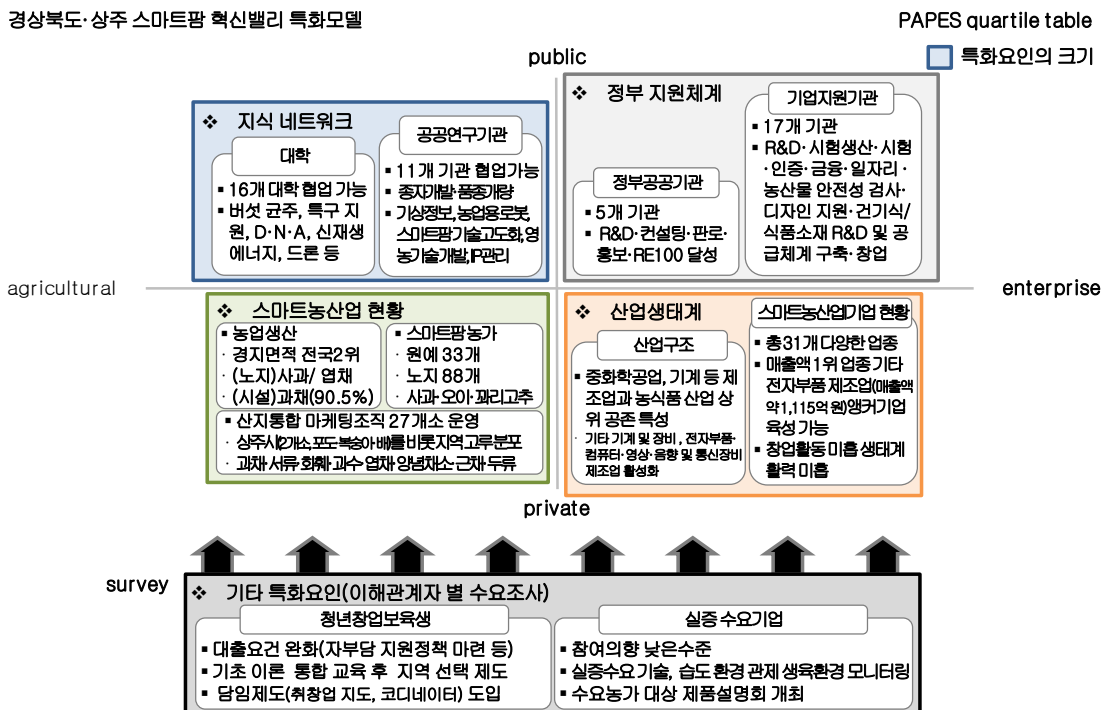 경상북도·상주 스마트팜 혁신밸리 특화모델
PAPES quartile table
특화요인의 크기
public
❖ 지식 네트워크
대학
▪ 16개 대학 협업 가능
▪ 버섯 균주, 특구 지
원, D·N·A, 신재생
에너지, 드론 등
공공연구기관
▪ 11개 기관 협업가능
▪ 종자개발·품종개량
▪ 기상정보, 농업용로봇,
스마트팜기술고도화, 영
농기술개발, IP관리
❖ 정부 지원체계
정부공공기관
▪ 5개 기관
▪ R&D·컨설팅·판로·
홍보·RE100 달성
기업지원기관
▪ 17개 기관
▪ R&D·시험생산·시험
·인증·금융·일자리·
농산물 안전성 검사·
디자인 지원·건기식/
식품소재 R&D 및 공
급체계 구축·창업
agricultural
enterprise
❖ 스마트농산업 현황
▪ 농업생산
· 경지면적 전국2위
· (노지)사과/ 엽채
· (시설)과채(90.5%)
▪ 스마트팜농가
· 원예 33개
· 노지 88개
· 사과·오이·꽈리고추
▪ 산지통합 마케팅조직 27개소 운영
· 상주시(2개소, 포도·복숭아·배)를 비롯 지역 고루 분포
· 과채·서류·화훼·과수·엽채·양념채소·근채·두류
❖ 산업생태계
산업구조
▪ 중화학공업, 기계 등 제
조업과 농식품 산업 상
위 공존 특성
· 기타 기계 및 장비 , 전자부품·
컴퓨터·영상·음향 및 통신장비
제조업 활성화
스마트농산업기업 현황
▪ 총31개 다양한 업종
▪ 매출액1위 업종 기타
전자부품 제조업(매출액
약1,115억 원)앵커기업
육성 가능
▪ 창업활동 미흡 생태계
활력 미흡
private
survey
❖ 기타 특화요인(이해관계자 별 수요조사)
청년창업보육생
▪ 대출요건 완화(자부담 지원정책 마련 등)
▪ 기초 이론 통합 교육 후 지역 선택 제도
▪ 담임제도(취창업 지도, 코디네이터) 도입
실증 수요기업
▪ 참여의향 낮은수준
▪ 실증수요 기술, 습도 환경 관제 생육환경 모니터링
▪ 수요농가 대상 제품설명회 개최